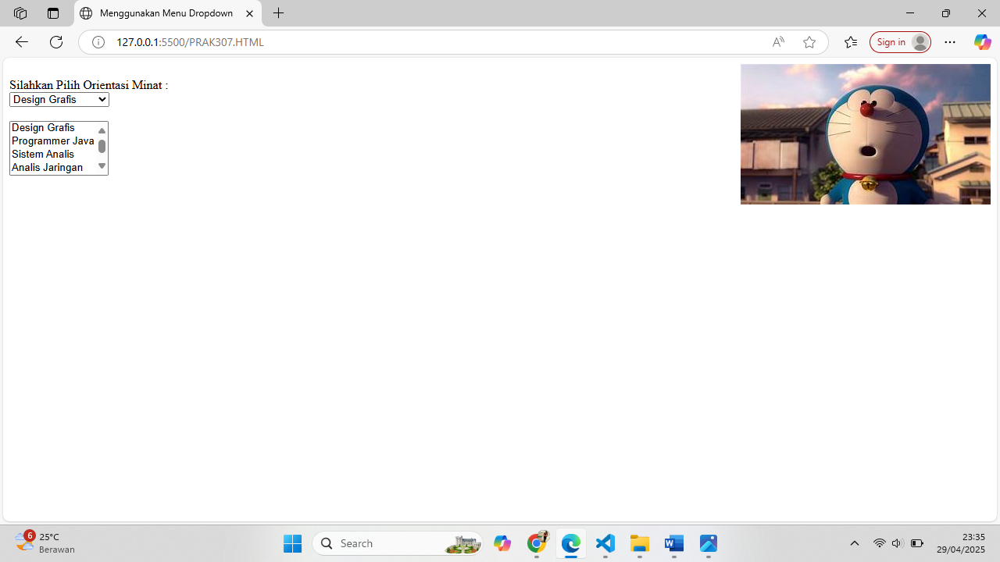 Menggunakan Menu Dropdown
127.0.0.1:5500/PRAK307.HTML
Sign in
Silahkan Pilih Orientasi Minat :
Design Grafis
Design Grafis
Programmer Java
Sistem Analis
Analis Jaringan
6
25°C
Berawan
Search
23:35
29/04/2025